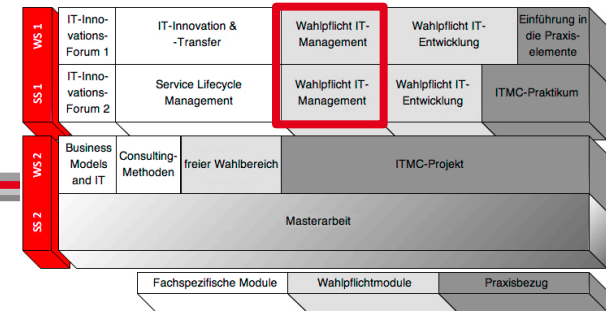 WS 1
IT-Inno-
vations-
Forum 1
IT-Innovation &
-Transfer
Wahlpflicht IT-
Management
Wahlpflicht IT-
Entwicklung
Einführung in
die Praxis-
elemente
SS 1
IT-Inno-
vations-
Forum 2
Service Lifecycle
Management
Wahlpflicht IT-
Management
Wahlpflicht IT-
Entwicklung
ITMC-Praktikum
WS 2
Business
Models
and IT
Consulting-
Methoden
freier Wahlbereich
ITMC-Projekt
SS 2
Masterarbeit
Fachspezifische Module
Wahlpflichtmodule
Praxisbezug